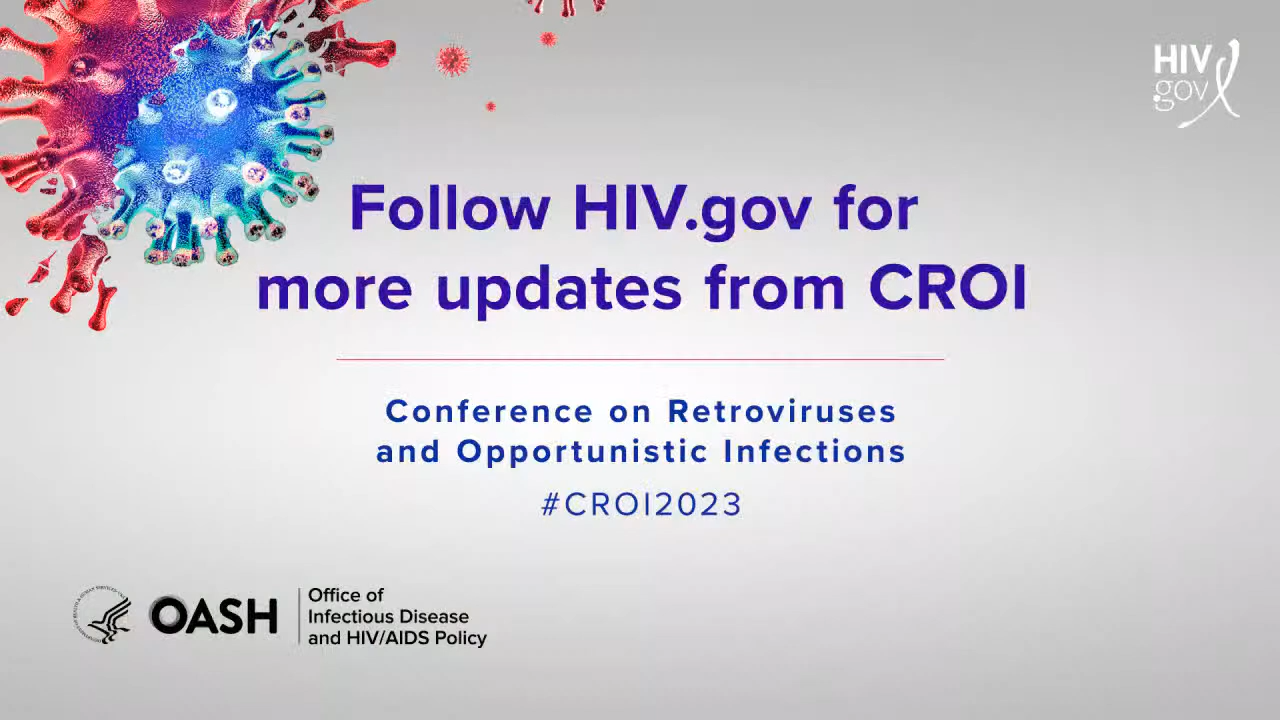 HIV
.gov
Follow HIV.gov for
more updates from CROI
Conference on Retroviruses
and Opportunistic Infections
#CROI2023
OASH
Office of
Infectious Disease
and HIV/AIDS Policy